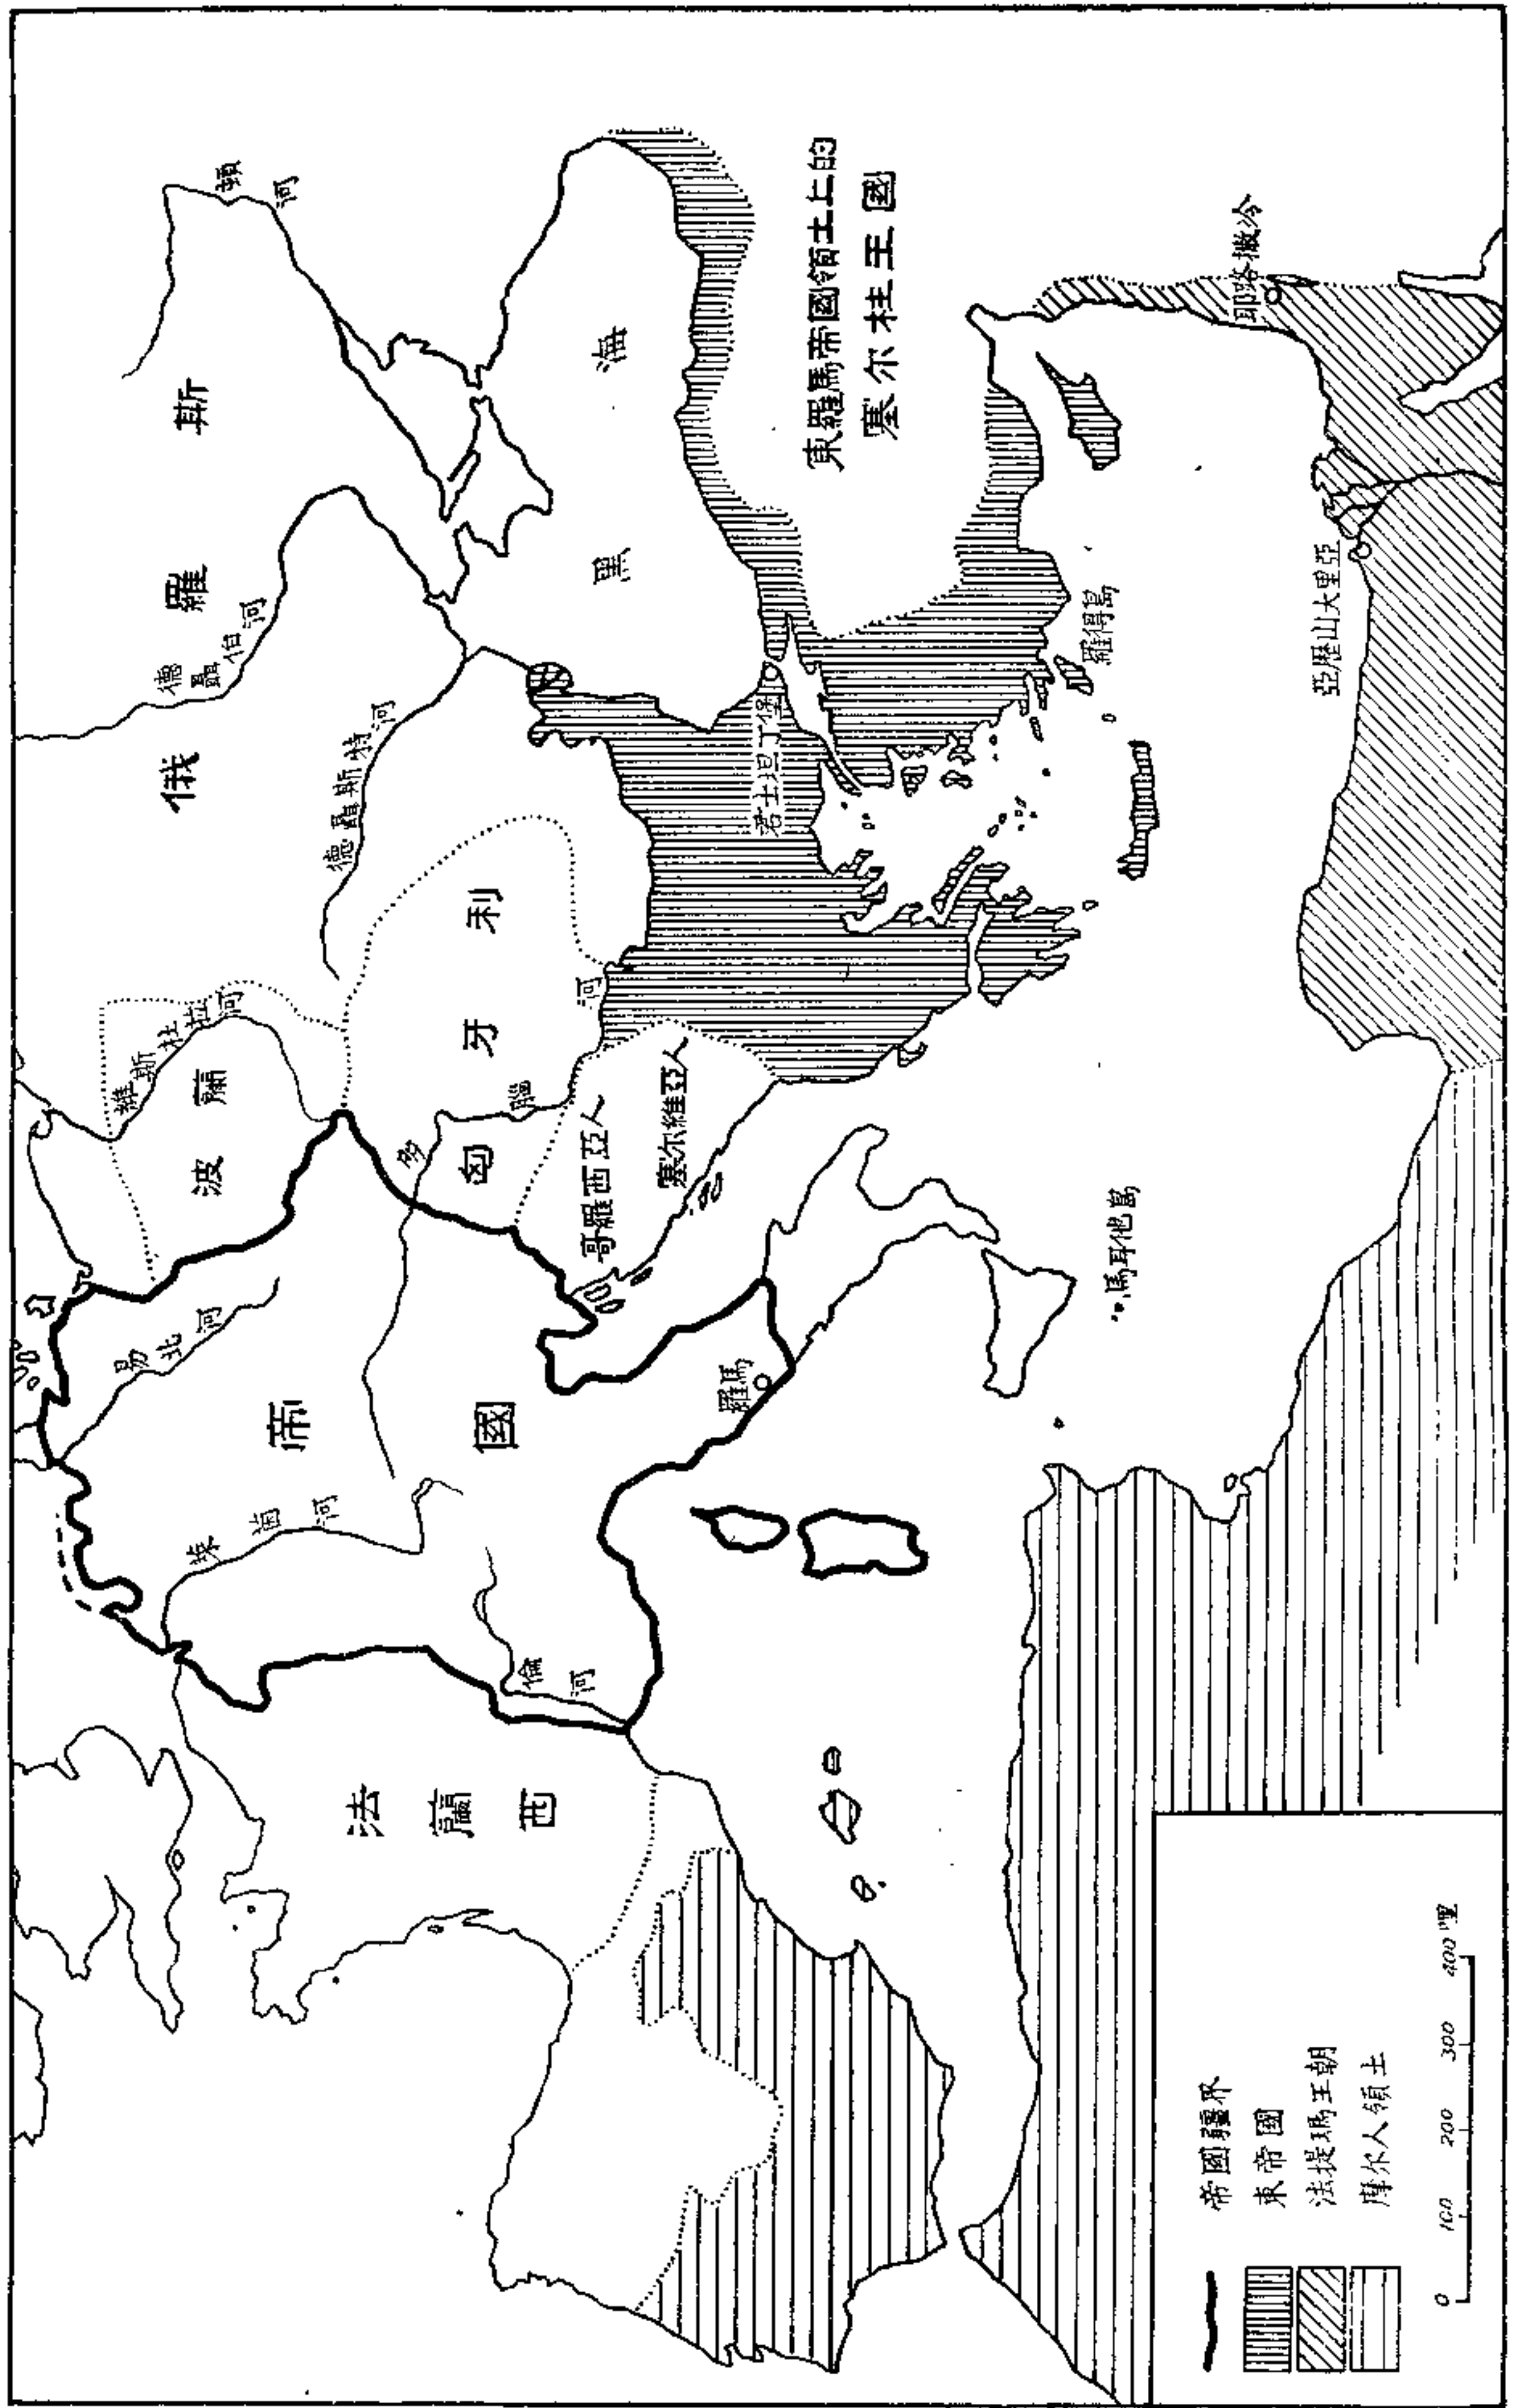 俄羅斯
頓河
德聶伯河
德聶斯特河
維斯杜拉河
波蘭
易北河
萊茵河
帝國
多腦河
匈牙利
黑海
東羅馬帝國領土上的
塞尔柱王國
君士坦丁堡
哥羅西亞人
塞尔維亞人
法蘭西
倫河
羅馬
羅得島
耶路撒冷
亞歷山大里亞
馬耳他島
帝國疆界
東帝國
法提瑪王朝
摩尔人領土
0 100 200 300 400哩